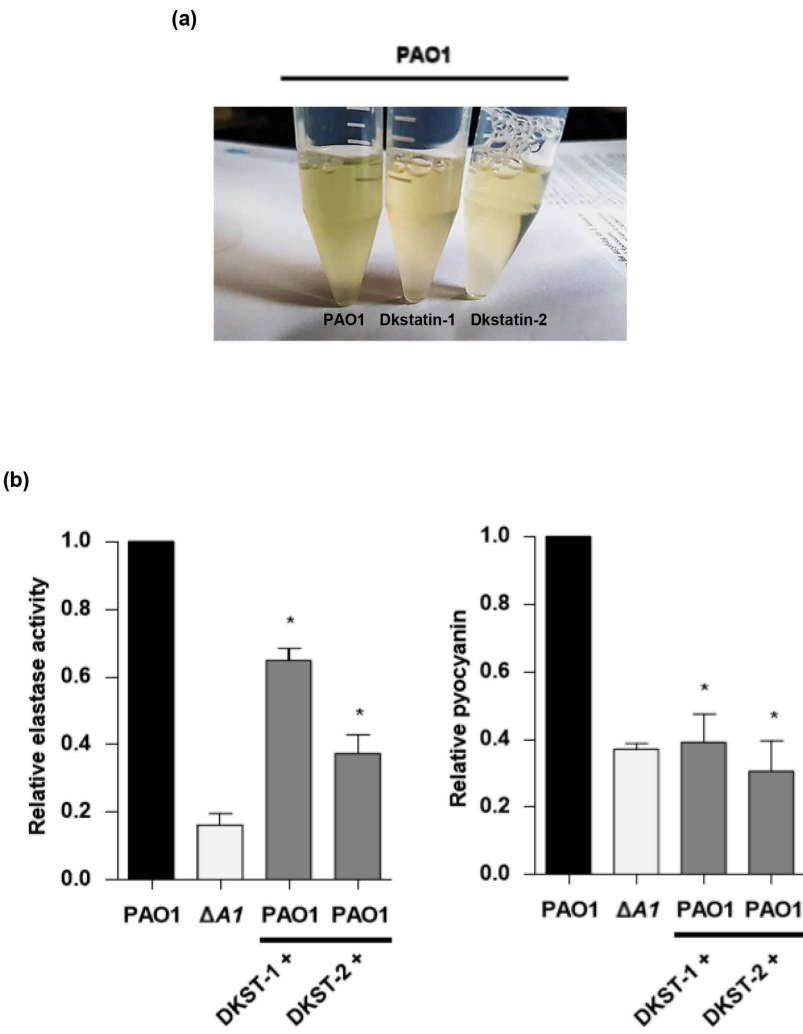 (a)
PAO1
PAO1 Dkstatin-1 Dkstatin-2
(b)
Relative elastase activity
1.0
0.8
0.6
0.4
0.2
0.0
*
*
PAO1 ΔA1 PAO1 PAO1
DKST-1 +
DKST-2 +
Relative pyocyanin
1.0
0.8
0.6
0.4
0.2
0.0
*
*
PAO1 ΔA1 PAO1 PAO1
DKST-1 +
DKST-2 +